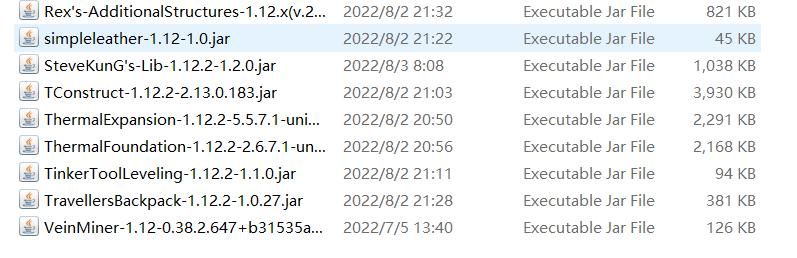 Rex's-AdditionalStructures-1.12.x(v.2... 2022/8/2 21:32 Executable Jar File 821 KB
simpleleather-1.12-1.0.jar 2022/8/2 21:22 Executable Jar File 45 KB
SteveKunG's-Lib-1.12.2-1.2.0.jar 2022/8/3 8:08 Executable Jar File 1,038 KB
TConstruct-1.12.2-2.13.0.183.jar 2022/8/2 21:03 Executable Jar File 3,930 KB
ThermalExpansion-1.12.2-5.5.7.1-uni... 2022/8/2 20:50 Executable Jar File 2,291 KB
ThermalFoundation-1.12.2-2.6.7.1-un... 2022/8/2 20:56 Executable Jar File 2,168 KB
TinkerToolLeveling-1.12.2-1.1.0.jar 2022/8/2 21:11 Executable Jar File 94 KB
TravellersBackpack-1.12.2-1.0.27.jar 2022/8/2 21:28 Executable Jar File 381 KB
VeinMiner-1.12-0.38.2.647+b31535a... 2022/7/5 13:40 Executable Jar File 126 KB